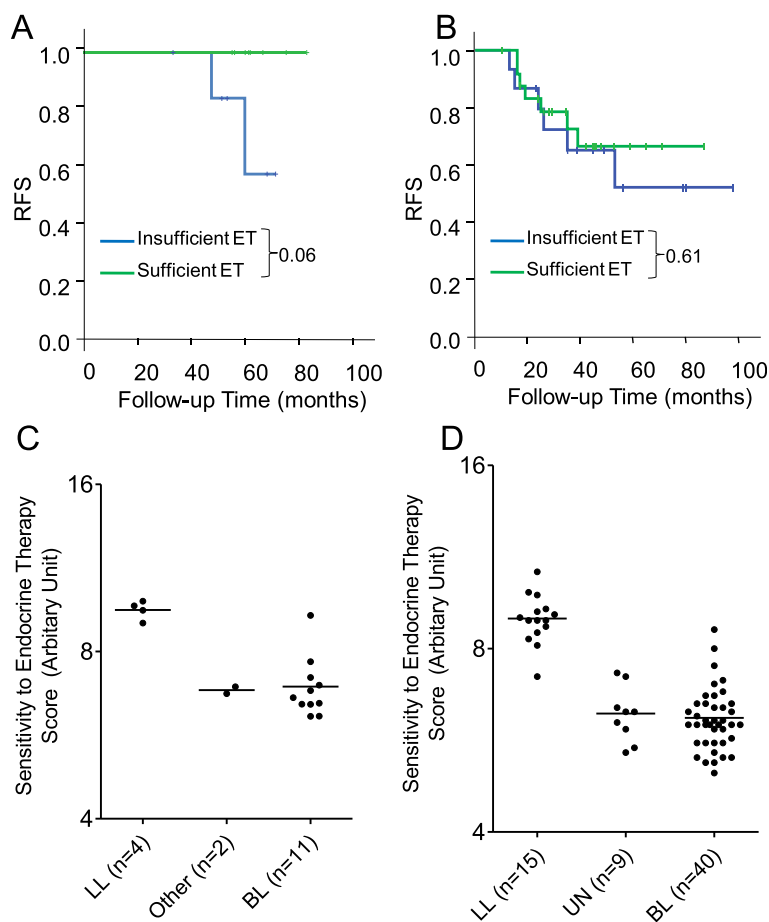 A
1.0
0.8
0.6
0.4
0.2
0.0
RFS
Insufficient ET
Sufficient ET
0.06
0 20 40 60 80 100
Follow-up Time (months)
B
1.0
0.8
0.6
0.4
0.2
0.0
RFS
Insufficient ET
Sufficient ET
0.61
0 20 40 60 80 100
Follow-up Time (months)
C
Sensitivity to Endocrine Therapy
Score (Arbitary Unit)
16
8
4
LL (n=4)
Other (n=2)
BL (n=11)
D
Sensitivity to Endocrine Therapy
Score (Arbitary Unit)
16
8
4
LL (n=15)
UN (n=9)
BL (n=40)